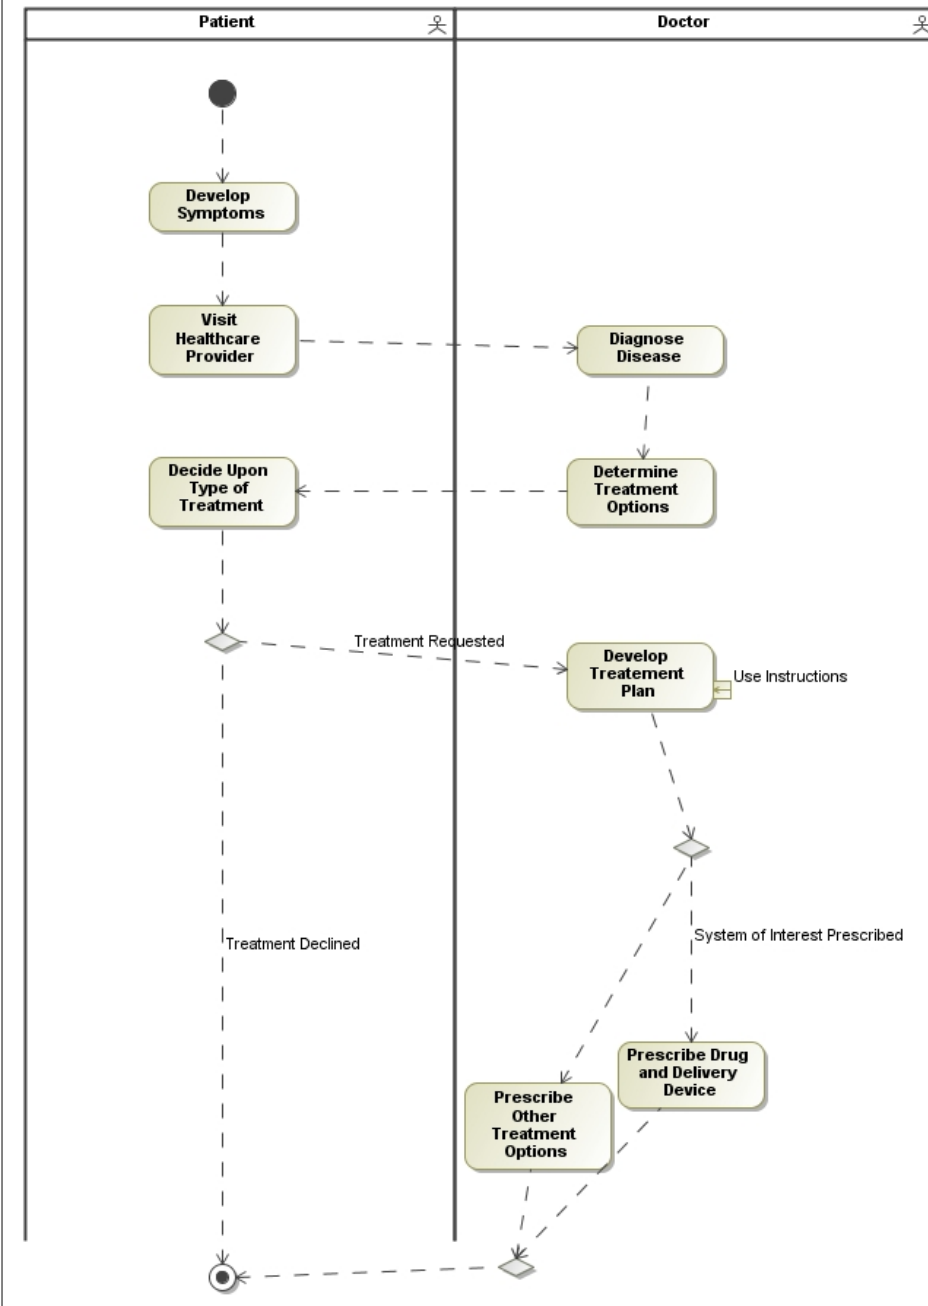 Patient
Doctor
Develop
Symptoms
Visit
Healthcare
Provider
Diagnose
Disease
Decide Upon
Type of
Treatment
Determine
Treatment
Options
Treatment Requested
Develop
Treatement
Plan
Use Instructions
Treatment Declined
System of Interest Prescribed
Prescribe Drug
and Delivery
Device
Prescribe
Other
Treatment
Options